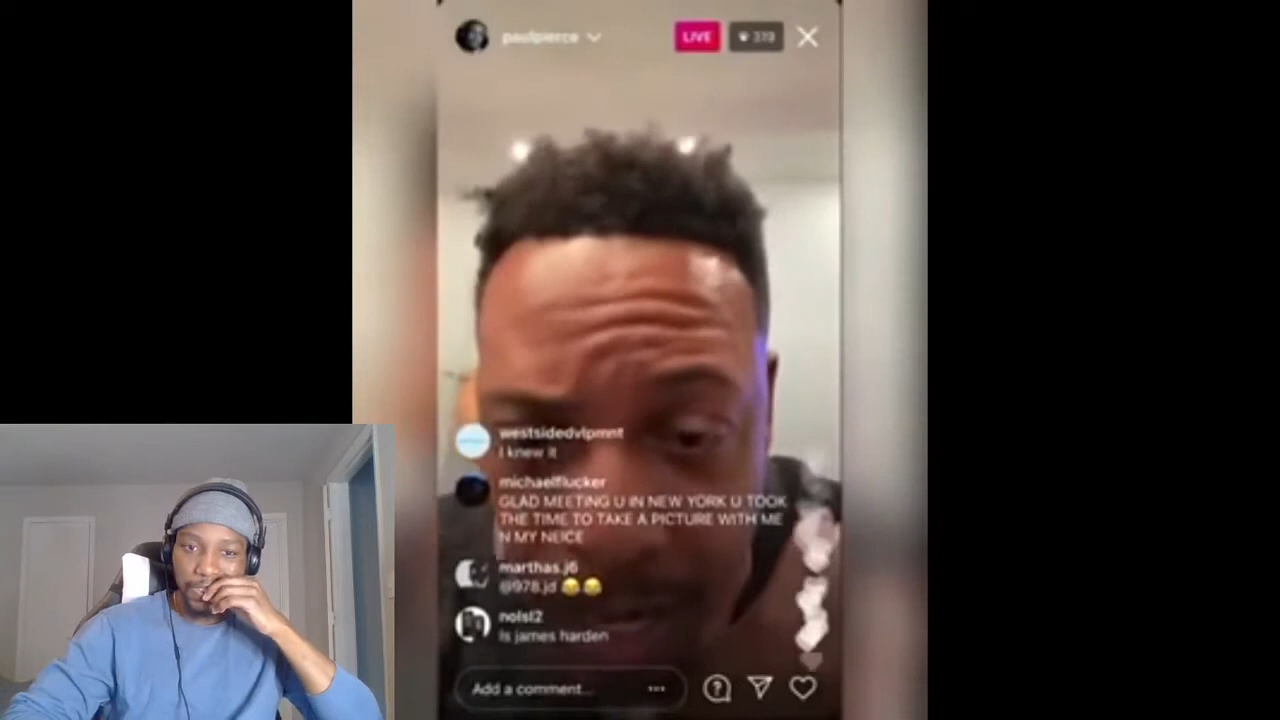 paulpierce
LIVE
westsidedvlpmnt
I knew it
michaelflucker
GLAD MEETING U IN NEW YORK U TOOK
THE TIME TO TAKE A PICTURE WITH ME
N MY NEICE
marthas.j6
@978.jd 😂😂
nolsl2
Is james harden
Add a comment...